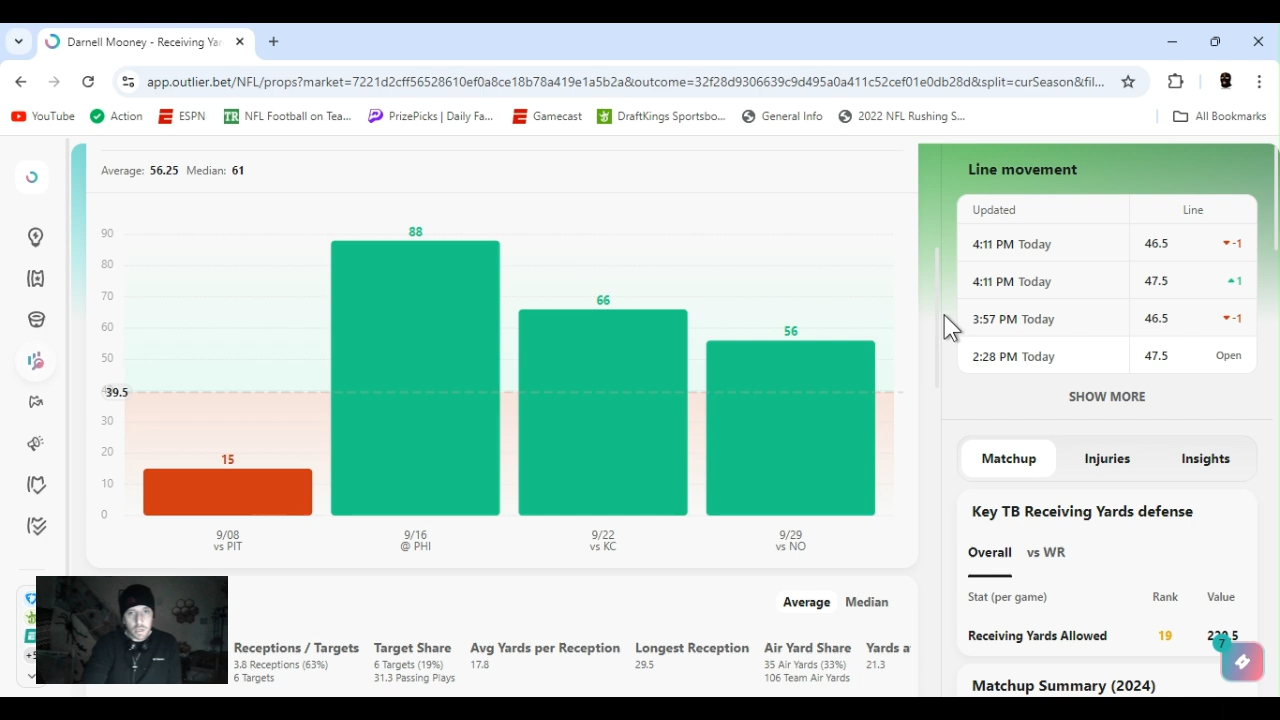 Darnell Mooney - Receiving Yar
app.outlier.bet/NFL/props?market=7221d2cff56528610ef0a8ce18b78a419e1a5b2a&outcome=32f28d9306639c9d495a0a411c52cef01e0db28d&split=curSeason&fil...
YouTube Action ESPN NFL Football on Tea... PrizePicks | Daily Fa... Gamecast DraftKings Sportsbo... General Info 2022 NFL Rushing S... All Bookmarks
Average: 56.25 Median: 61
90
80
70
60
50
39.5
30
20
10
0
15
88
66
56
9/08
vs PIT
9/16
@ PHI
9/22
vs KC
9/29
vs NO
Average Median
Receptions / Targets Target Share Avg Yards per Reception Longest Reception Air Yard Share Yards a
3.8 Receptions (63%) 6 Targets (19%) 17.8 29.5 35 Air Yards (33%) 21.3
6 Targets 31.3 Passing Plays 106 Team Air Yards
Line movement
Updated Line
4:11 PM Today 46.5 -1
4:11 PM Today 47.5 1
3:57 PM Today 46.5 -1
2:28 PM Today 47.5 Open
SHOW MORE
Matchup Injuries Insights
Key TB Receiving Yards defense
Overall vs WR
Stat (per game) Rank Value
Receiving Yards Allowed 19
7
Matchup Summary (2024)